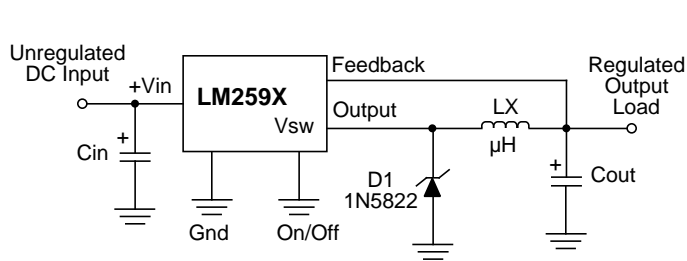 Unregulated
DC Input
+Vin
LM259X
Vsw
Feedback
Output
LX
µH
Regulated
Output
Load
+
Cin
Gnd
On/Off
D1
1N5822
+
Cout